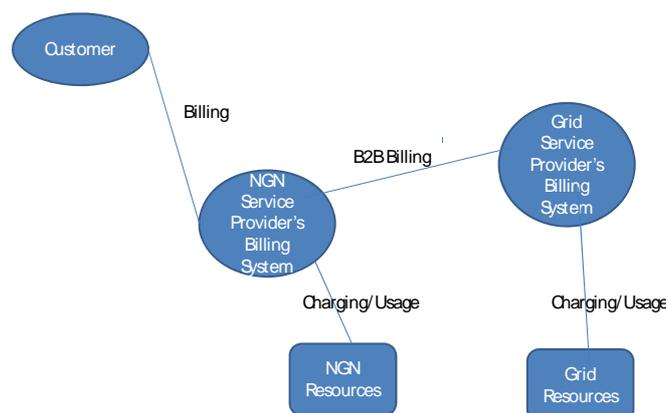 Customer
Billing
Grid
Service
Provider's
Billing
System
B2B Billing
NGN
Service
Provider's
Billing
System
Charging/Usage
Charging/Usage
NGN
Resources
Grid
Resources